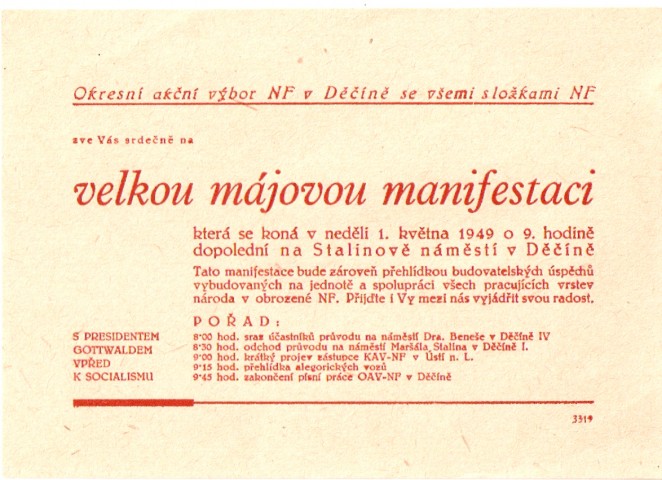 Okresní akční výbor NF v Děčíně se všemi složkami NF
zve Vás srdečně na
velkou májovou manifestaci
která se koná v neděli 1. května 1949 o 9. hodině
dopolední na Stalinově náměstí v Děčíně
Tato manifestace bude zároveň přehlídkou budovatelských úspěchů
vybudovaných na jednotě a spolupráci všech pracujících vrstev
národa v obrozené NF. Přijďte i Vy mezi nás vyjádřit svou radost.
POŘAD:
S PRESIDENTEM
GOTTWALDEM
VPŘED
K SOCIALISMU
8·00 hod. sraz účastníků průvodu na náměstí Dra. Beneše v Děčíně IV
8·30 hod. odchod průvodu na náměstí Maršála Stalina v Děčíně I.
9·00 hod. krátký projev zástupce KAV-NF v Ústí n. L.
9·15 hod. přehlídka alegorických vozů
9·45 hod. zakončení písní práce OAV-NF v Děčíně
3319